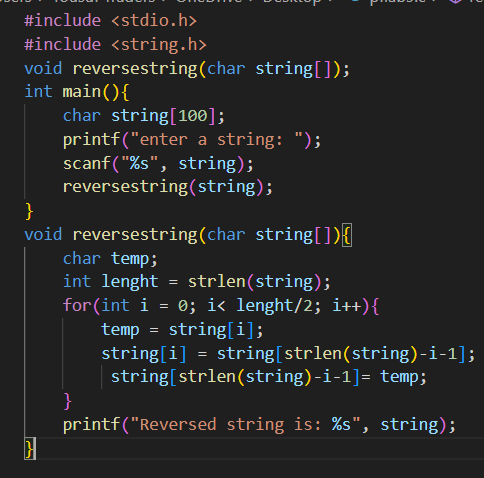 #include <stdio.h>
#include <string.h>
void reversestring(char string[]);
int main(){
    char string[100];
    printf("enter a string: ");
    scanf("%s", string);
    reversestring(string);
}
void reversestring(char string[]){
    char temp;
    int lenght = strlen(string);
    for(int i = 0; i< lenght/2; i++){
        temp = string[i];
        string[i] = string[strlen(string)-i-1];
         string[strlen(string)-i-1]= temp;
    }
    printf("Reversed string is: %s", string);
}